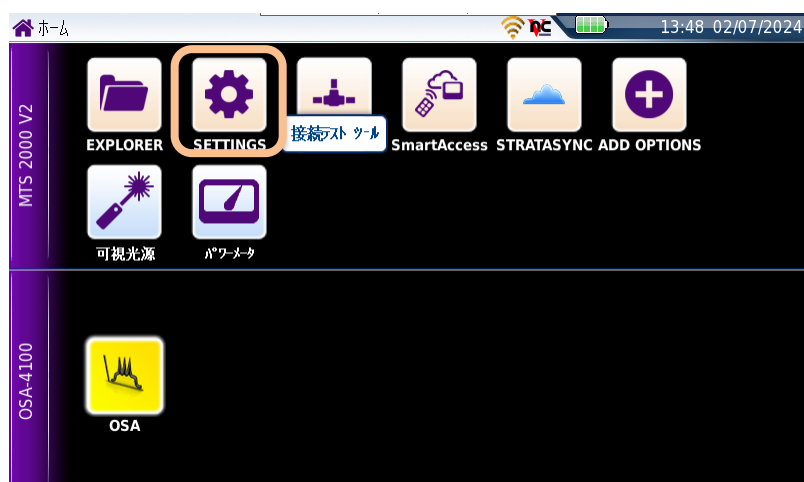 ホーム
13:48 02/07/2024
MTS 2000 V2
EXPLORER
SETTINGS
接続テスト ツール
SmartAccess
STRATASYNC
ADD OPTIONS
可視光源
パワーメータ
OSA-4100
OSA